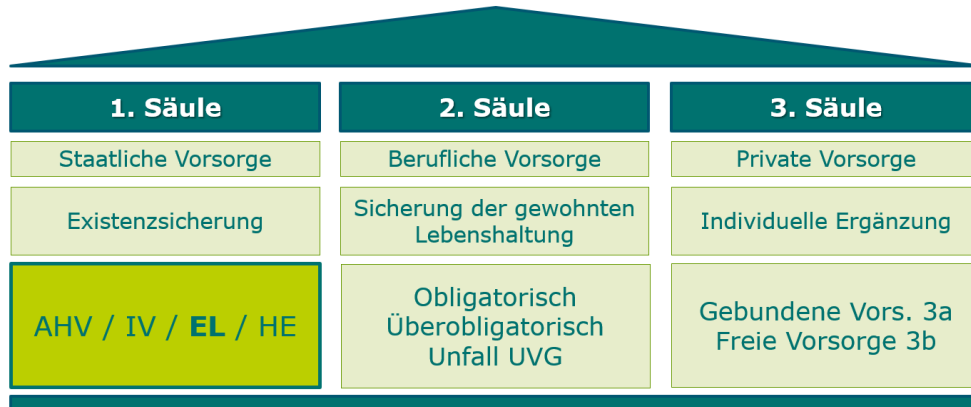 1. Säule
Staatliche Vorsorge
Existenzsicherung
AHV / IV / EL / HE
2. Säule
Berufliche Vorsorge
Sicherung der gewohnten
Lebenshaltung
Obligatorisch
Überobligatorisch
Unfall UVG
3. Säule
Private Vorsorge
Individuelle Ergänzung
Gebundene Vors. 3a
Freie Vorsorge 3b